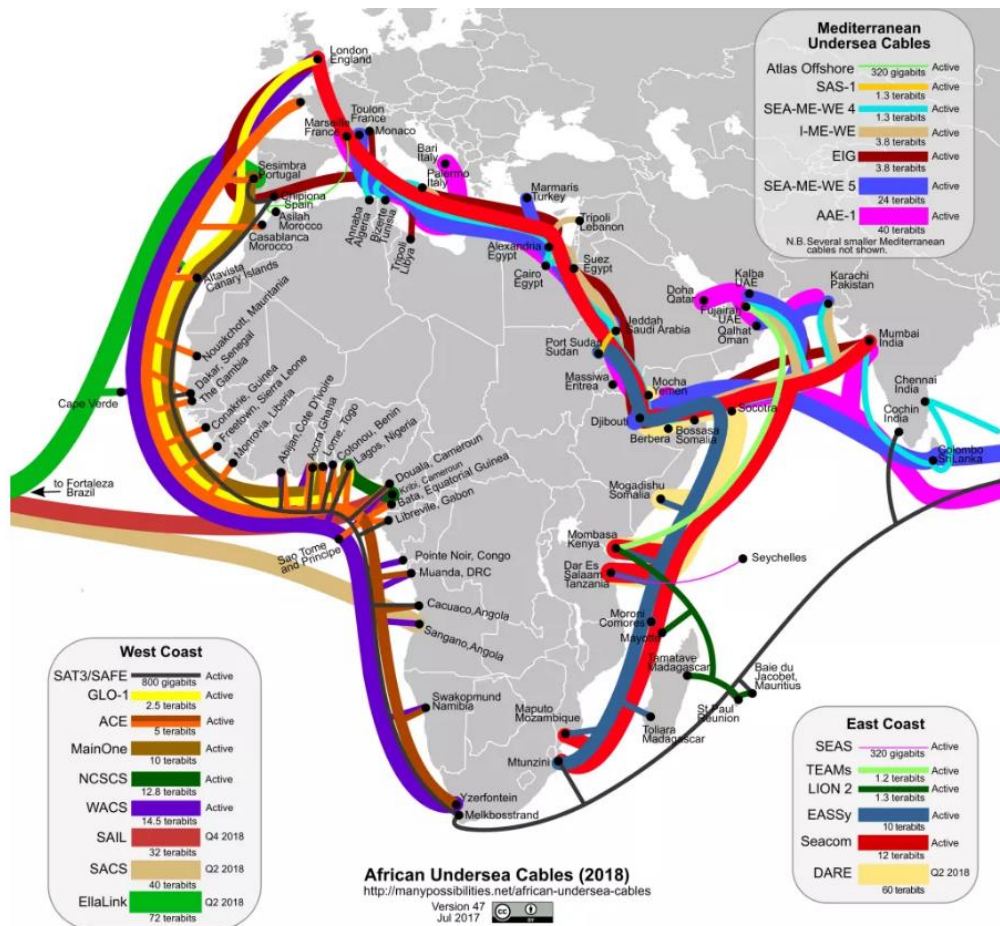 Mediterranean
Undersea Cables
Atlas Offshore Active
320 gigabits
SAS-1 Active
1.3 terabits
SEA-ME-WE 4 Active
1.3 terabits
I-ME-WE Active
3.8 terabits
EIG Active
3.8 terabits
SEA-ME-WE 5 Active
24 terabits
AAE-1 Active
40 terabits
N.B. Several smaller Mediterranean
cables not shown.
London
England
Toulon
France
Marseille
France
Monaco
Bari
Italy
Palermo
Italy
Sesimbra
Portugal
Chipiona
Spain
Asilah
Morocco
Casablanca
Morocco
Annaba
Algeria
Bizerte
Tunisia
Tripoli
Libya
Marmaris
Turkey
Tripoli
Lebanon
Alexandria
Egypt
Cairo
Egypt
Suez
Egypt
Altavista
Canary Islands
Doha
Qatar
Kalba
UAE
Fujairah
UAE
Qalhat
Oman
Karachi
Pakistan
Mumbai
India
Chennai
India
Cochin
India
Colombo
Sri Lanka
Jeddah
Saudi Arabia
Port Sudan
Sudan
Massiwa
Eritrea
Mocha
Yemen
Djibouti
Berbera
Bossasa
Somalia
Socotra
Nouakchott, Mauntania
Dakar, Senegal
The Gambia
Cape Verde
Conakrie, Guinea
Freetown, Sierra Leone
Monrovia, Liberia
Abijan,Cote D'ivoire
Accra,Ghana
Lome, Togo
Cotonou, Benin
Lagos, Nigeria
Douala, Cameroun
Kribi, Cameroun
Bata, Equatorial Guinea
Libreville, Gabon
to Fortaleza
Brazil
Sao Tome
and Principe
Pointe Noir, Congo
Muanda, DRC
Cacuaco,Angola
Sangano,Angola
Swakopmund
Namibia
Yzerfontein
Melkbosstrand
Mogadishu
Somalia
Mombasa
Kenya
Dar Es
Salaam
Tanzania
Seychelles
Moroni
Comores
Mayotte
Tamatave
Madagascar
Baie du
Jacobet,
Mauritius
St Paul
Reunion
Toliara
Madagascar
Maputo
Mozambique
Mtunzini
West Coast
SAT3/SAFE Active
800 gigabits
GLO-1 Active
2.5 terabits
ACE Active
5 terabits
MainOne Active
10 terabits
NCSCS Active
12.8 terabits
WACS Active
14.5 terabits
SAIL Q4 2018
32 terabits
SACS Q2 2018
40 terabits
EllaLink Q2 2018
72 terabits
East Coast
SEAS Active
320 gigabits
TEAMs Active
1.2 terabits
LION 2 Active
1.3 terabits
EASSy Active
10 terabits
Seacom Active
12 terabits
DARE Q2 2018
60 terabits
African Undersea Cables (2018)
http://manypossibilities.net/african-undersea-cables
Version 47
Jul 2017
cc
BY